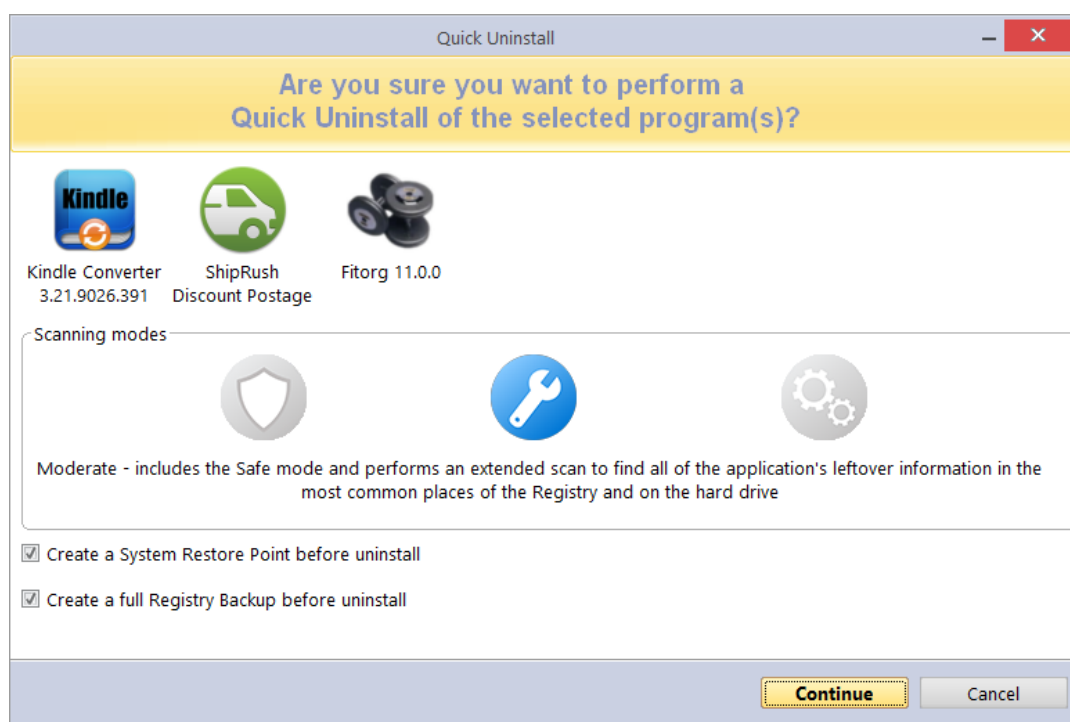 Quick Uninstall
Are you sure you want to perform a
Quick Uninstall of the selected program(s)?
Kindle
Kindle Converter
3.21.9026.391
ShipRush
Discount Postage
Fitorg 11.0.0
Scanning modes
Moderate - includes the Safe mode and performs an extended scan to find all of the application's leftover information in the
most common places of the Registry and on the hard drive
Create a System Restore Point before uninstall
Create a full Registry Backup before uninstall
Continue
Cancel